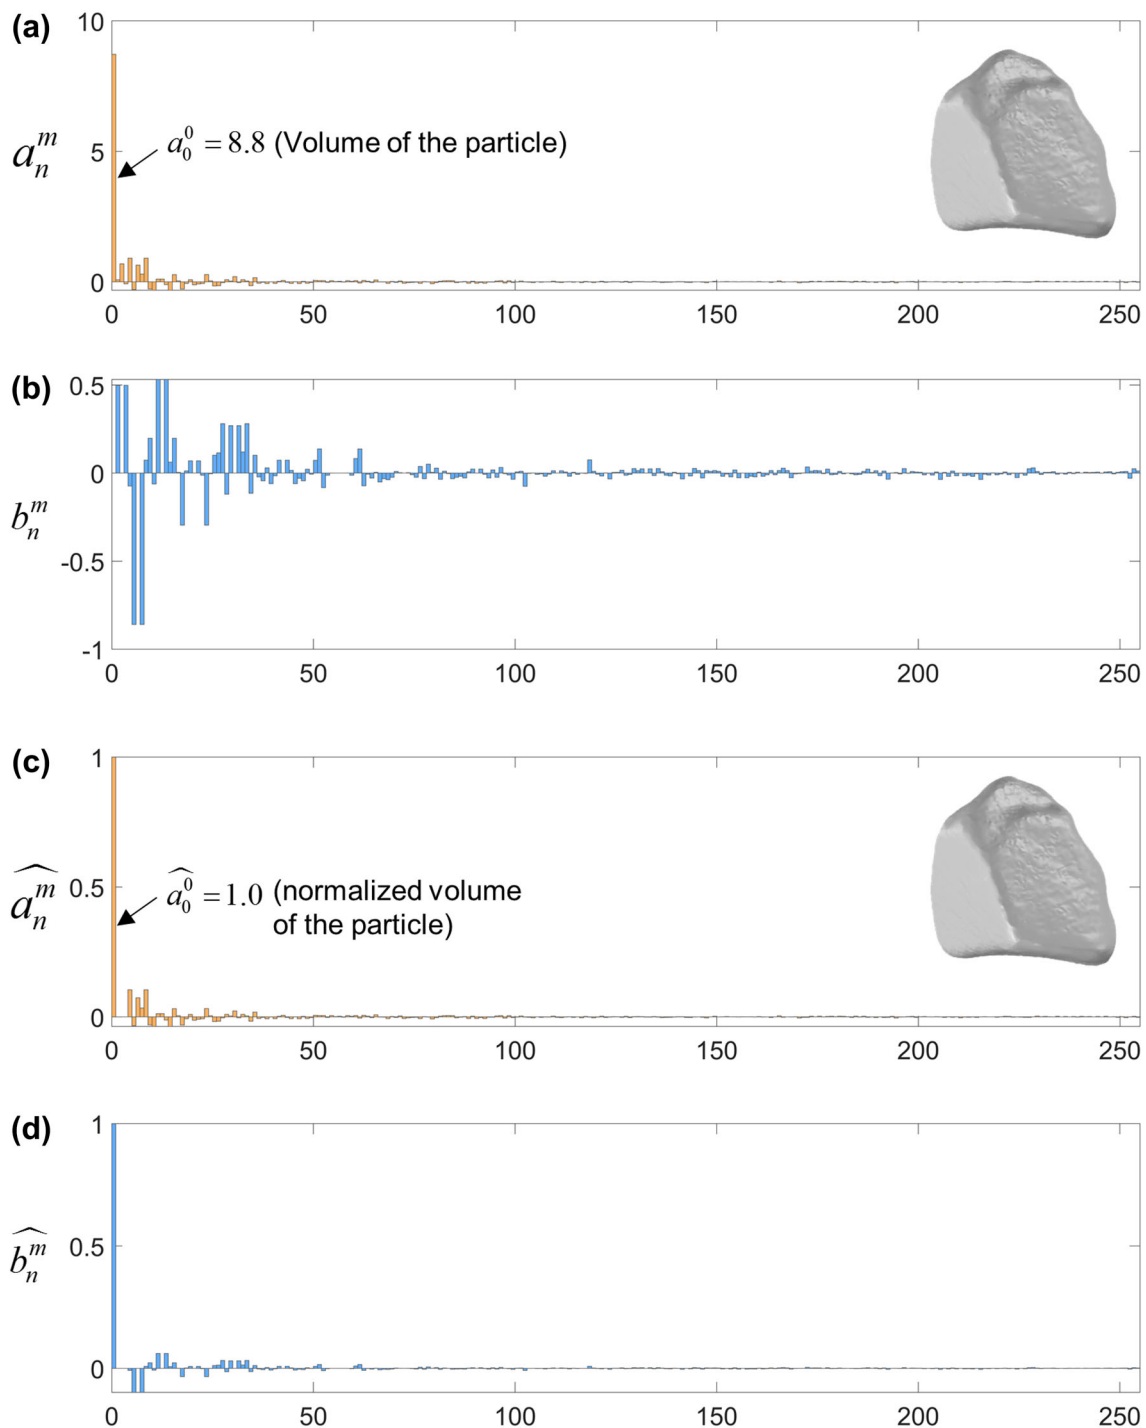 (a)
10
5
0
a_n^m
a_0^0 = 8.8 (Volume of the particle)
0 50 100 150 200 250
(b)
0.5
0
-0.5
-1
b_n^m
0 50 100 150 200 250
(c)
1
0.5
0
\widehat{a_n^m}
\widehat{a_0^0} = 1.0 (normalized volume
of the particle)
0 50 100 150 200 250
(d)
1
0.5
0
\widehat{b_n^m}
0 50 100 150 200 250